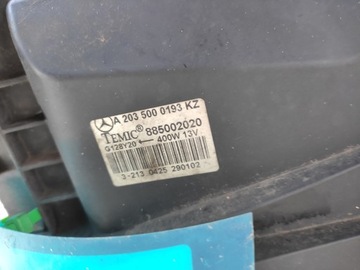 A 203 500 0193 KZ
TEMIC® 885002020
G128Y20 ← 400W 13V
3-213 0425 290102